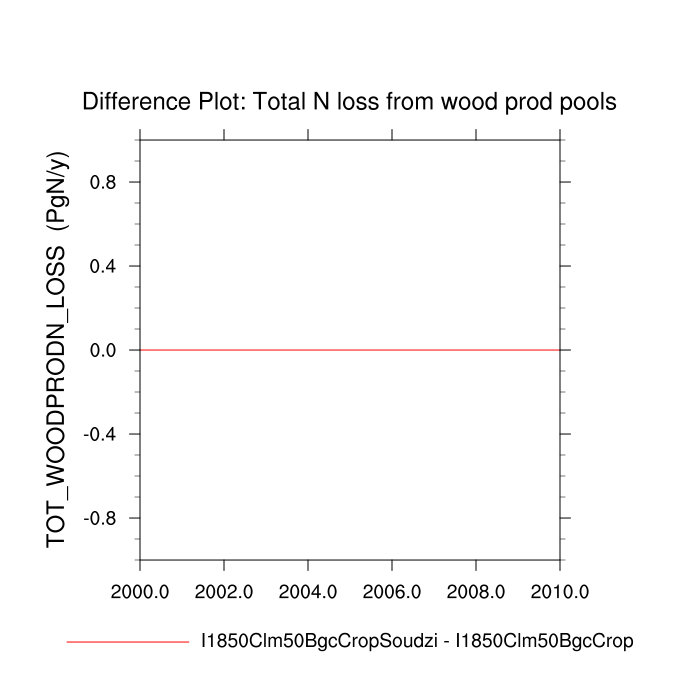 Difference Plot: Total N loss from wood prod pools
TOT_WOODPRODN_LOSS (PgN/y)
0.8
0.4
0.0
-0.4
-0.8
2000.0 2002.0 2004.0 2006.0 2008.0 2010.0
I1850Clm50BgcCropSoudzi - I1850Clm50BgcCrop